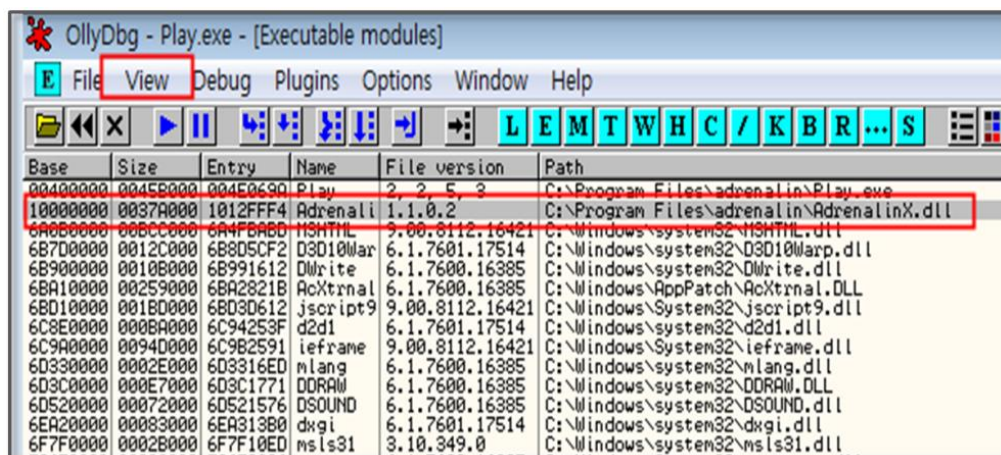 OllyDbg - Play.exe - [Executable modules]
E File View Debug Plugins Options Window Help
L E M T W H C / K B R ... S
Base Size Entry Name File version Path
00400000 0045B000 004E0690 Play 2, 2, 5, 3 C:\Program Files\adrenalin\Play.exe
10000000 0037A000 1012FFF4 Adrenali 1.1.0.2 C:\Program Files\adrenalin\AdrenalinX.dll
MSHTML 9.00.8112.16421 C:\Windows\system32\MSHTML.dll
6B7D0000 0012C000 6B8D5CF2 D3D10War 6.1.7601.17514 C:\Windows\system32\D3D10Warp.dll
6B900000 0010B000 6B991612 DWrite 6.1.7600.16385 C:\Windows\system32\DWrite.dll
6BA10000 00259000 6BA2821B AcXtrnal 6.1.7600.16385 C:\Windows\AppPatch\AcXtrnal.DLL
6BD10000 001BD000 6BD3D612 jscript9 9.00.8112.16421 C:\Windows\System32\jscript9.dll
6C8E0000 000BA000 6C94253F d2d1 6.1.7601.17514 C:\Windows\system32\d2d1.dll
6C9A0000 0094D000 6C9B2591 ieframe 9.00.8112.16421 C:\Windows\System32\ieframe.dll
6D330000 0002E000 6D3316ED mlang 6.1.7600.16385 C:\Windows\system32\mlang.dll
6D3C0000 000E7000 6D3C1771 DDRAW 6.1.7600.16385 C:\Windows\system32\DDRAW.DLL
6D520000 00072000 6D521576 DSOUND 6.1.7600.16385 C:\Windows\system32\DSOUND.dll
6EA20000 00083000 6EA313B0 dxgi 6.1.7601.17514 C:\Windows\system32\dxgi.dll
6F7F0000 0002B000 6F7F10ED msls31 3.10.349.0 C:\Windows\system32\msls31.dll